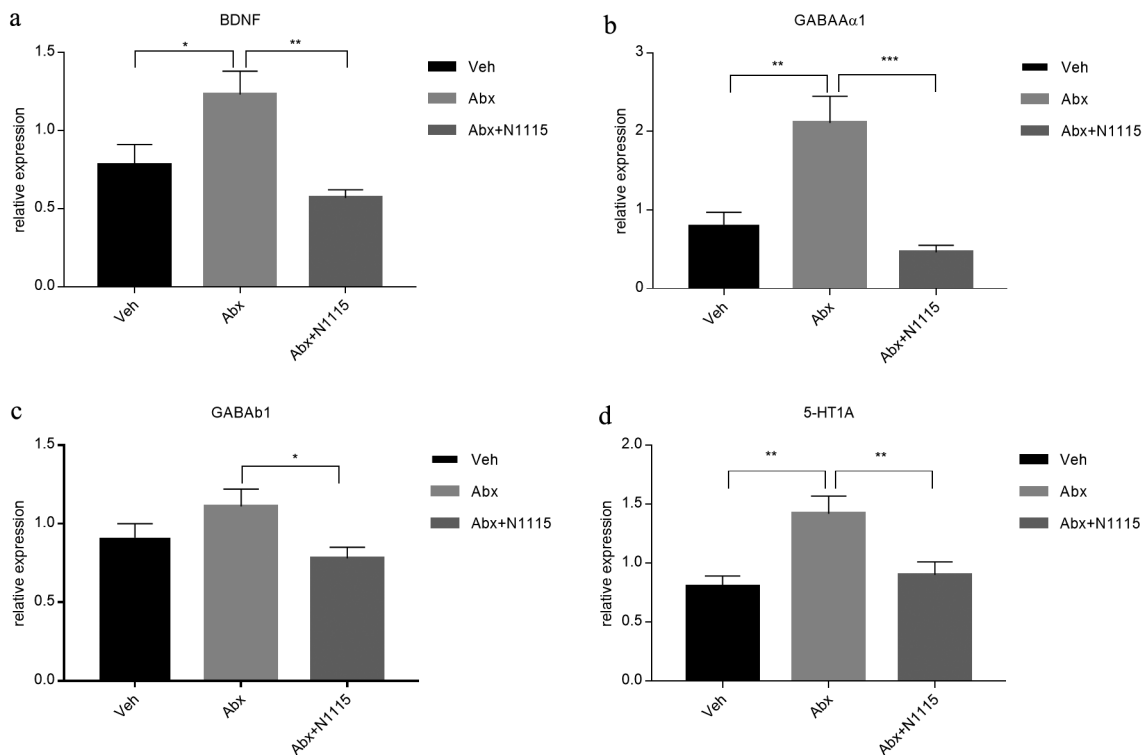 a
BDNF
relative expression
1.5
1.0
0.5
0.0
*
**
Veh
Abx
Abx+N1115
Veh
Abx
Abx+N1115
b
GABAAα1
relative expression
3
2
1
0
**
***
Veh
Abx
Abx+N1115
Veh
Abx
Abx+N1115
c
GABAb1
relative expression
1.5
1.0
0.5
0.0
*
Veh
Abx
Abx+N1115
Veh
Abx
Abx+N1115
d
5-HT1A
relative expression
2.0
1.5
1.0
0.5
0.0
**
**
Veh
Abx
Abx+N1115
Veh
Abx
Abx+N1115